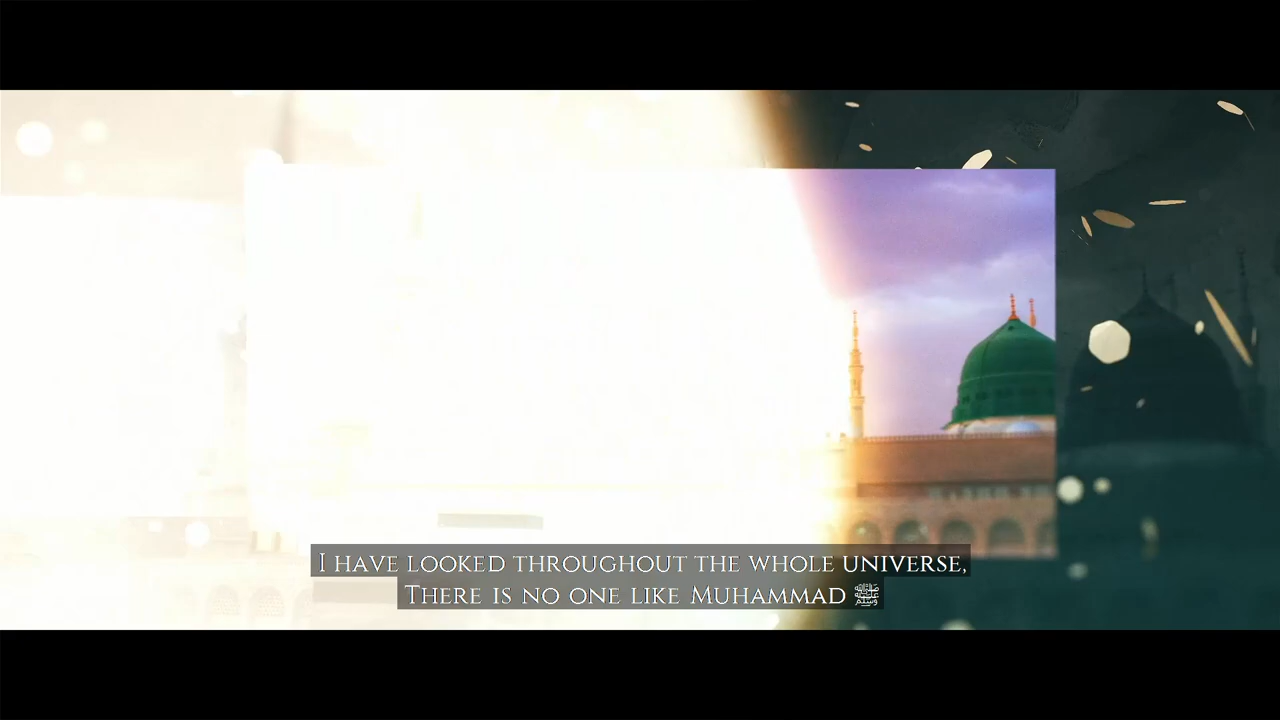 I have looked throughout the whole universe,
There is no one like Muhammad ﷺ